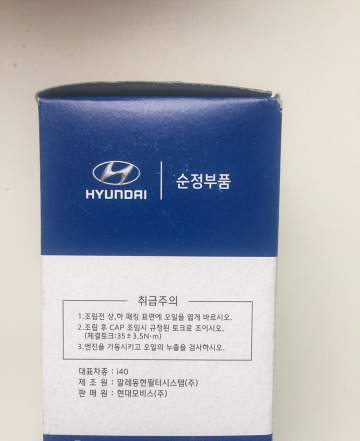 HYUNDAI
순정부품
취급주의
1.조립전 상,하 패킹 표면에 오일을 엷게 바르시오.
2.조립 후 CAP 조임시 규정된 토크로 조이시오.
(체결토크:35±3.5N·m)
3.엔진을 가동시키고 오일의 누출을 검사하시오.
대표차종 : i40
제 조 원 : 말레동현필터시스템(주)
판 매 원 : 현대모비스(주)